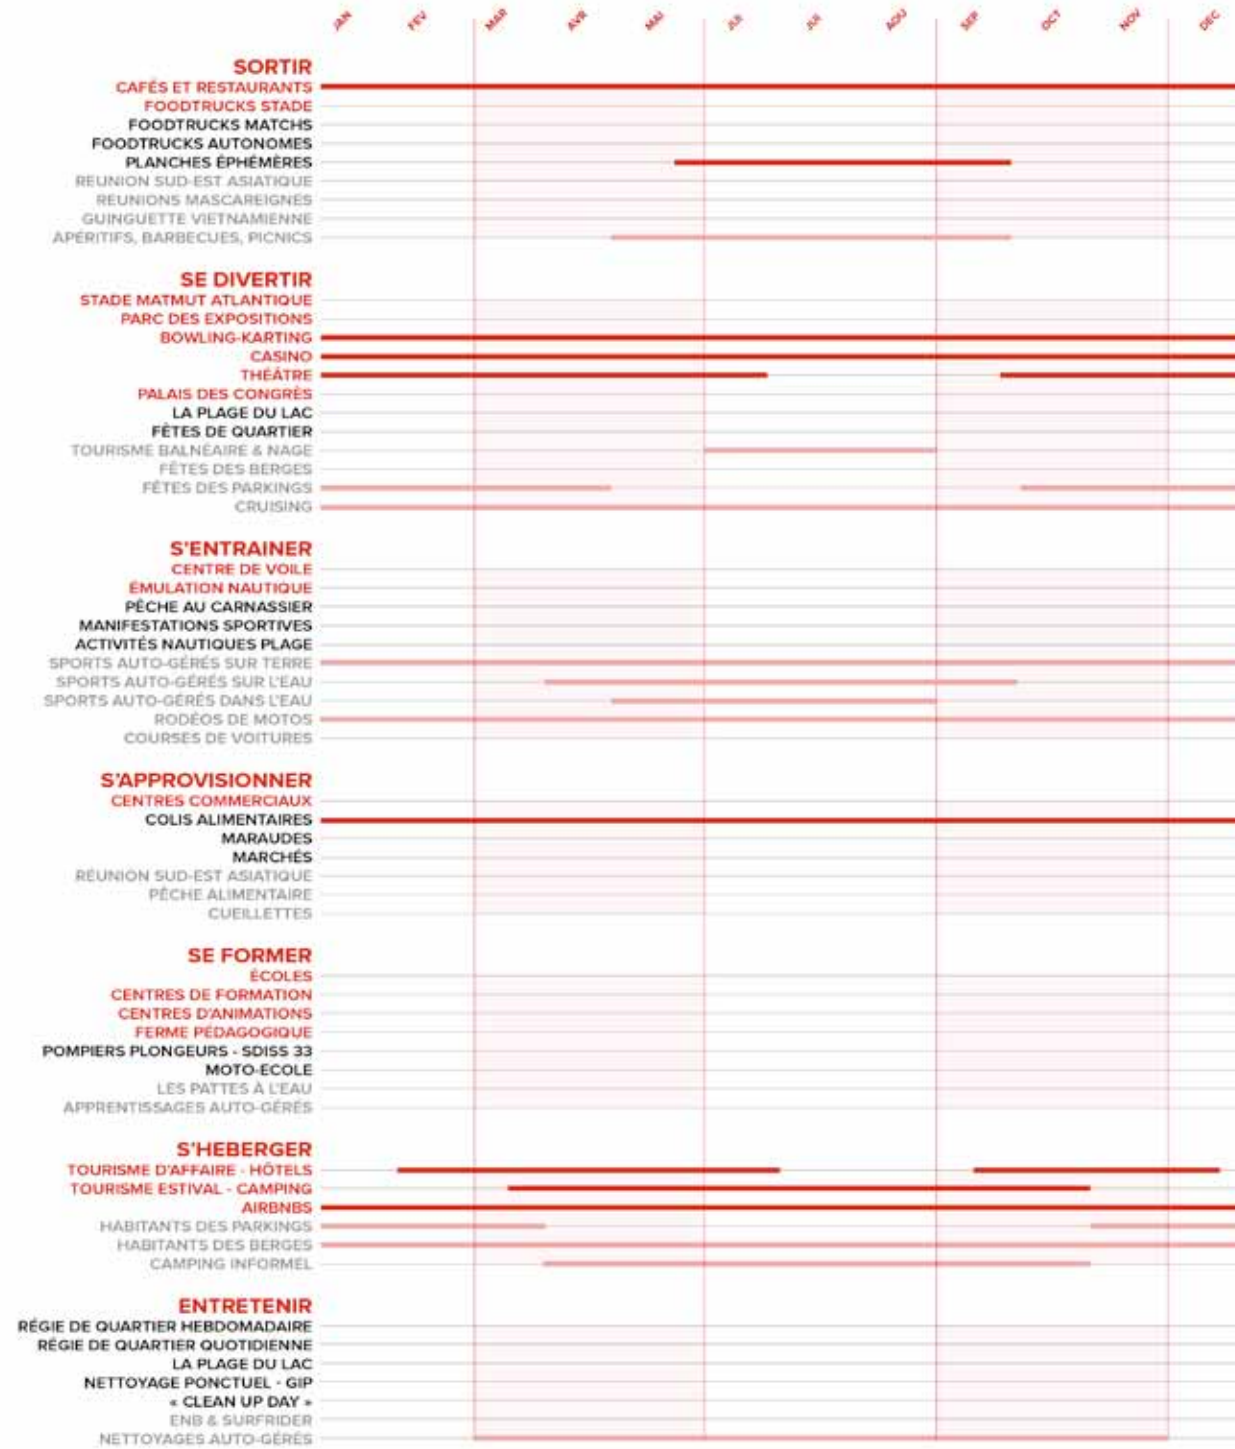 JAN FEV MAR AVR MAI JUI JUI AOU SEP OCT NOV DEC
SORTIR
CAFÉS ET RESTAURANTS
FOODTRUCKS STADE
FOODTRUCKS MATCHS
FOODTRUCKS AUTONOMES
PLANCHES ÉPHÉMÈRES
REUNION SUD-EST ASIATIQUE
REUNIONS MASCAREIGNES
GUINGUETTE VIETNAMIENNE
APÉRITIFS, BARBECUES, PICNICS
SE DIVERTIR
STADE MATMUT ATLANTIQUE
PARC DES EXPOSITIONS
BOWLING-KARTING
CASINO
THÉÂTRE
PALAIS DES CONGRÈS
LA PLAGE DU LAC
FÊTES DE QUARTIER
TOURISME BALNÉAIRE & NAGE
FÊTES DES BERGES
FÊTES DES PARKINGS
CRUISING
S'ENTRAINER
CENTRE DE VOILE
ÉMULATION NAUTIQUE
PÊCHE AU CARNASSIER
MANIFESTATIONS SPORTIVES
ACTIVITÉS NAUTIQUES PLAGE
SPORTS AUTO-GÉRÉS SUR TERRE
SPORTS AUTO-GÉRÉS SUR L'EAU
SPORTS AUTO-GÉRÉS DANS L'EAU
RODÉOS DE MOTOS
COURSES DE VOITURES
S'APPROVISIONNER
CENTRES COMMERCIAUX
COLIS ALIMENTAIRES
MARAUDES
MARCHÉS
RÉUNION SUD-EST ASIATIQUE
PÊCHE ALIMENTAIRE
CUEILLETTES
SE FORMER
ÉCOLES
CENTRES DE FORMATION
CENTRES D'ANIMATIONS
FERME PÉDAGOGIQUE
POMPIERS PLONGEURS - SDISS 33
MOTO-ECOLE
LES PATTES À L'EAU
APPRENTISSAGES AUTO-GÉRÉS
S'HEBERGER
TOURISME D'AFFAIRE - HÔTELS
TOURISME ESTIVAL - CAMPING
AIRBNBS
HABITANTS DES PARKINGS
HABITANTS DES BERGES
CAMPING INFORMEL
ENTRETENIR
RÉGIE DE QUARTIER HEBDOMADAIRE
RÉGIE DE QUARTIER QUOTIDIENNE
LA PLAGE DU LAC
NETTOYAGE PONCTUEL - GIP
« CLEAN UP DAY »
ENB & SURFRIDER
NETTOYAGES AUTO-GÉRÉS